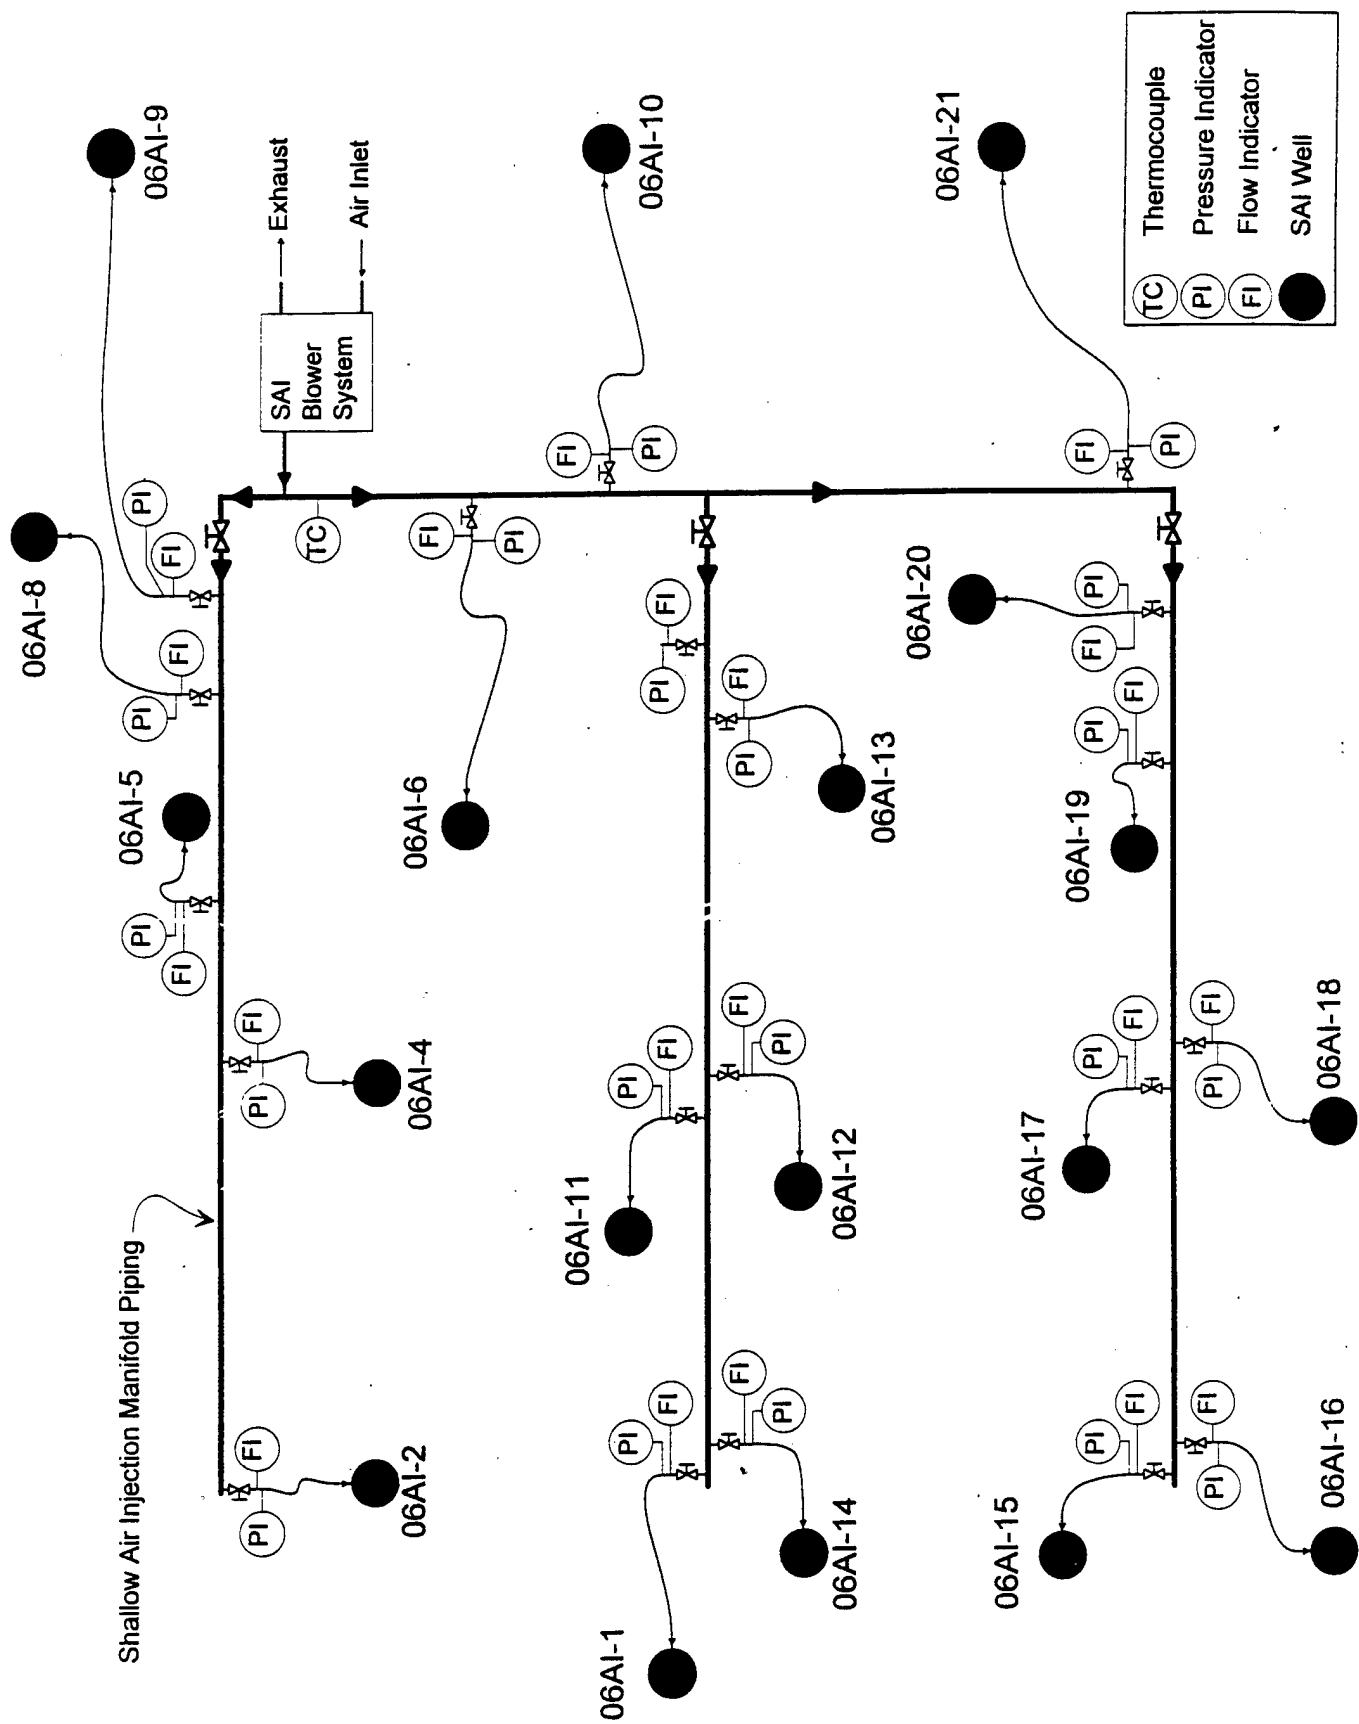 06AI-8
Shallow Air Injection Manifold Piping
06AI-5
06AI-9
PI
FI
PI
FI
PI
FI
PI
FI
PI
FI
SAI
Blower
System
Exhaust
Air Inlet
TC
06AI-2
06AI-4
06AI-6
FI
PI
FI
PI
06AI-10
06AI-1
06AI-11
PI
FI
PI
FI
PI
FI
PI
FI
PI
FI
PI
FI
06AI-14
06AI-12
06AI-13
06AI-20
06AI-21
06AI-15
06AI-17
06AI-19
PI
FI
PI
FI
PI
FI
PI
FI
FI
PI
PI
FI
PI
FI
06AI-16
06AI-18
TC Thermocouple
PI Pressure Indicator
FI Flow Indicator
SAI Well